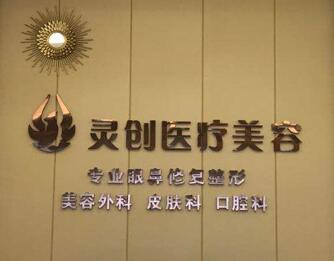 灵创医疗美容
专业眼鼻修复整形
美容外科 皮肤科 口腔科